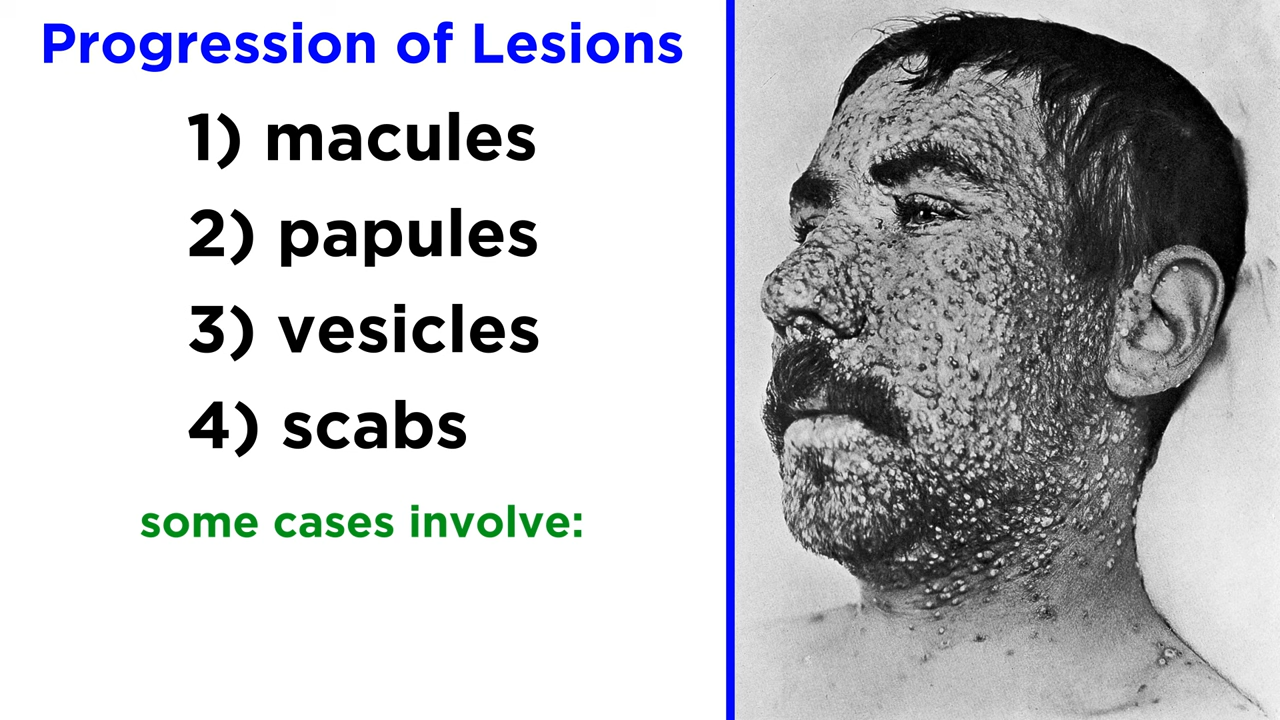 Progression of Lesions
1) macules
2) papules
3) vesicles
4) scabs
some cases involve: